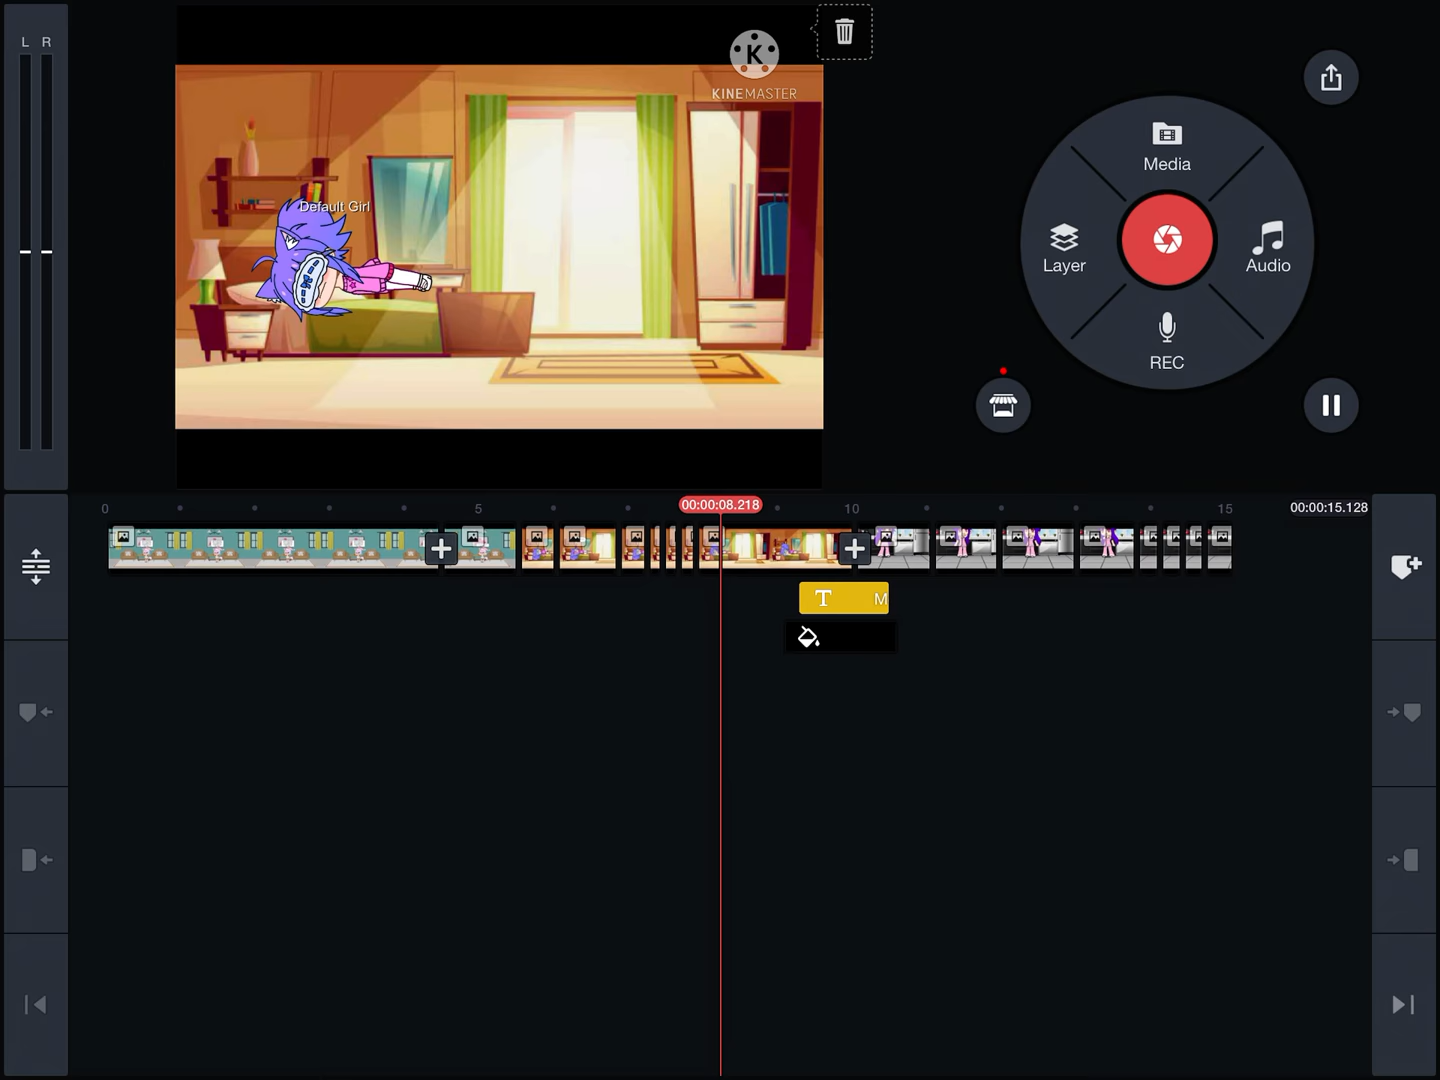 L R
KINEMASTER
Default Girl
Media
Layer
Audio
REC
0
5
00:00:08.218
10
15
00:00:15.128
T M